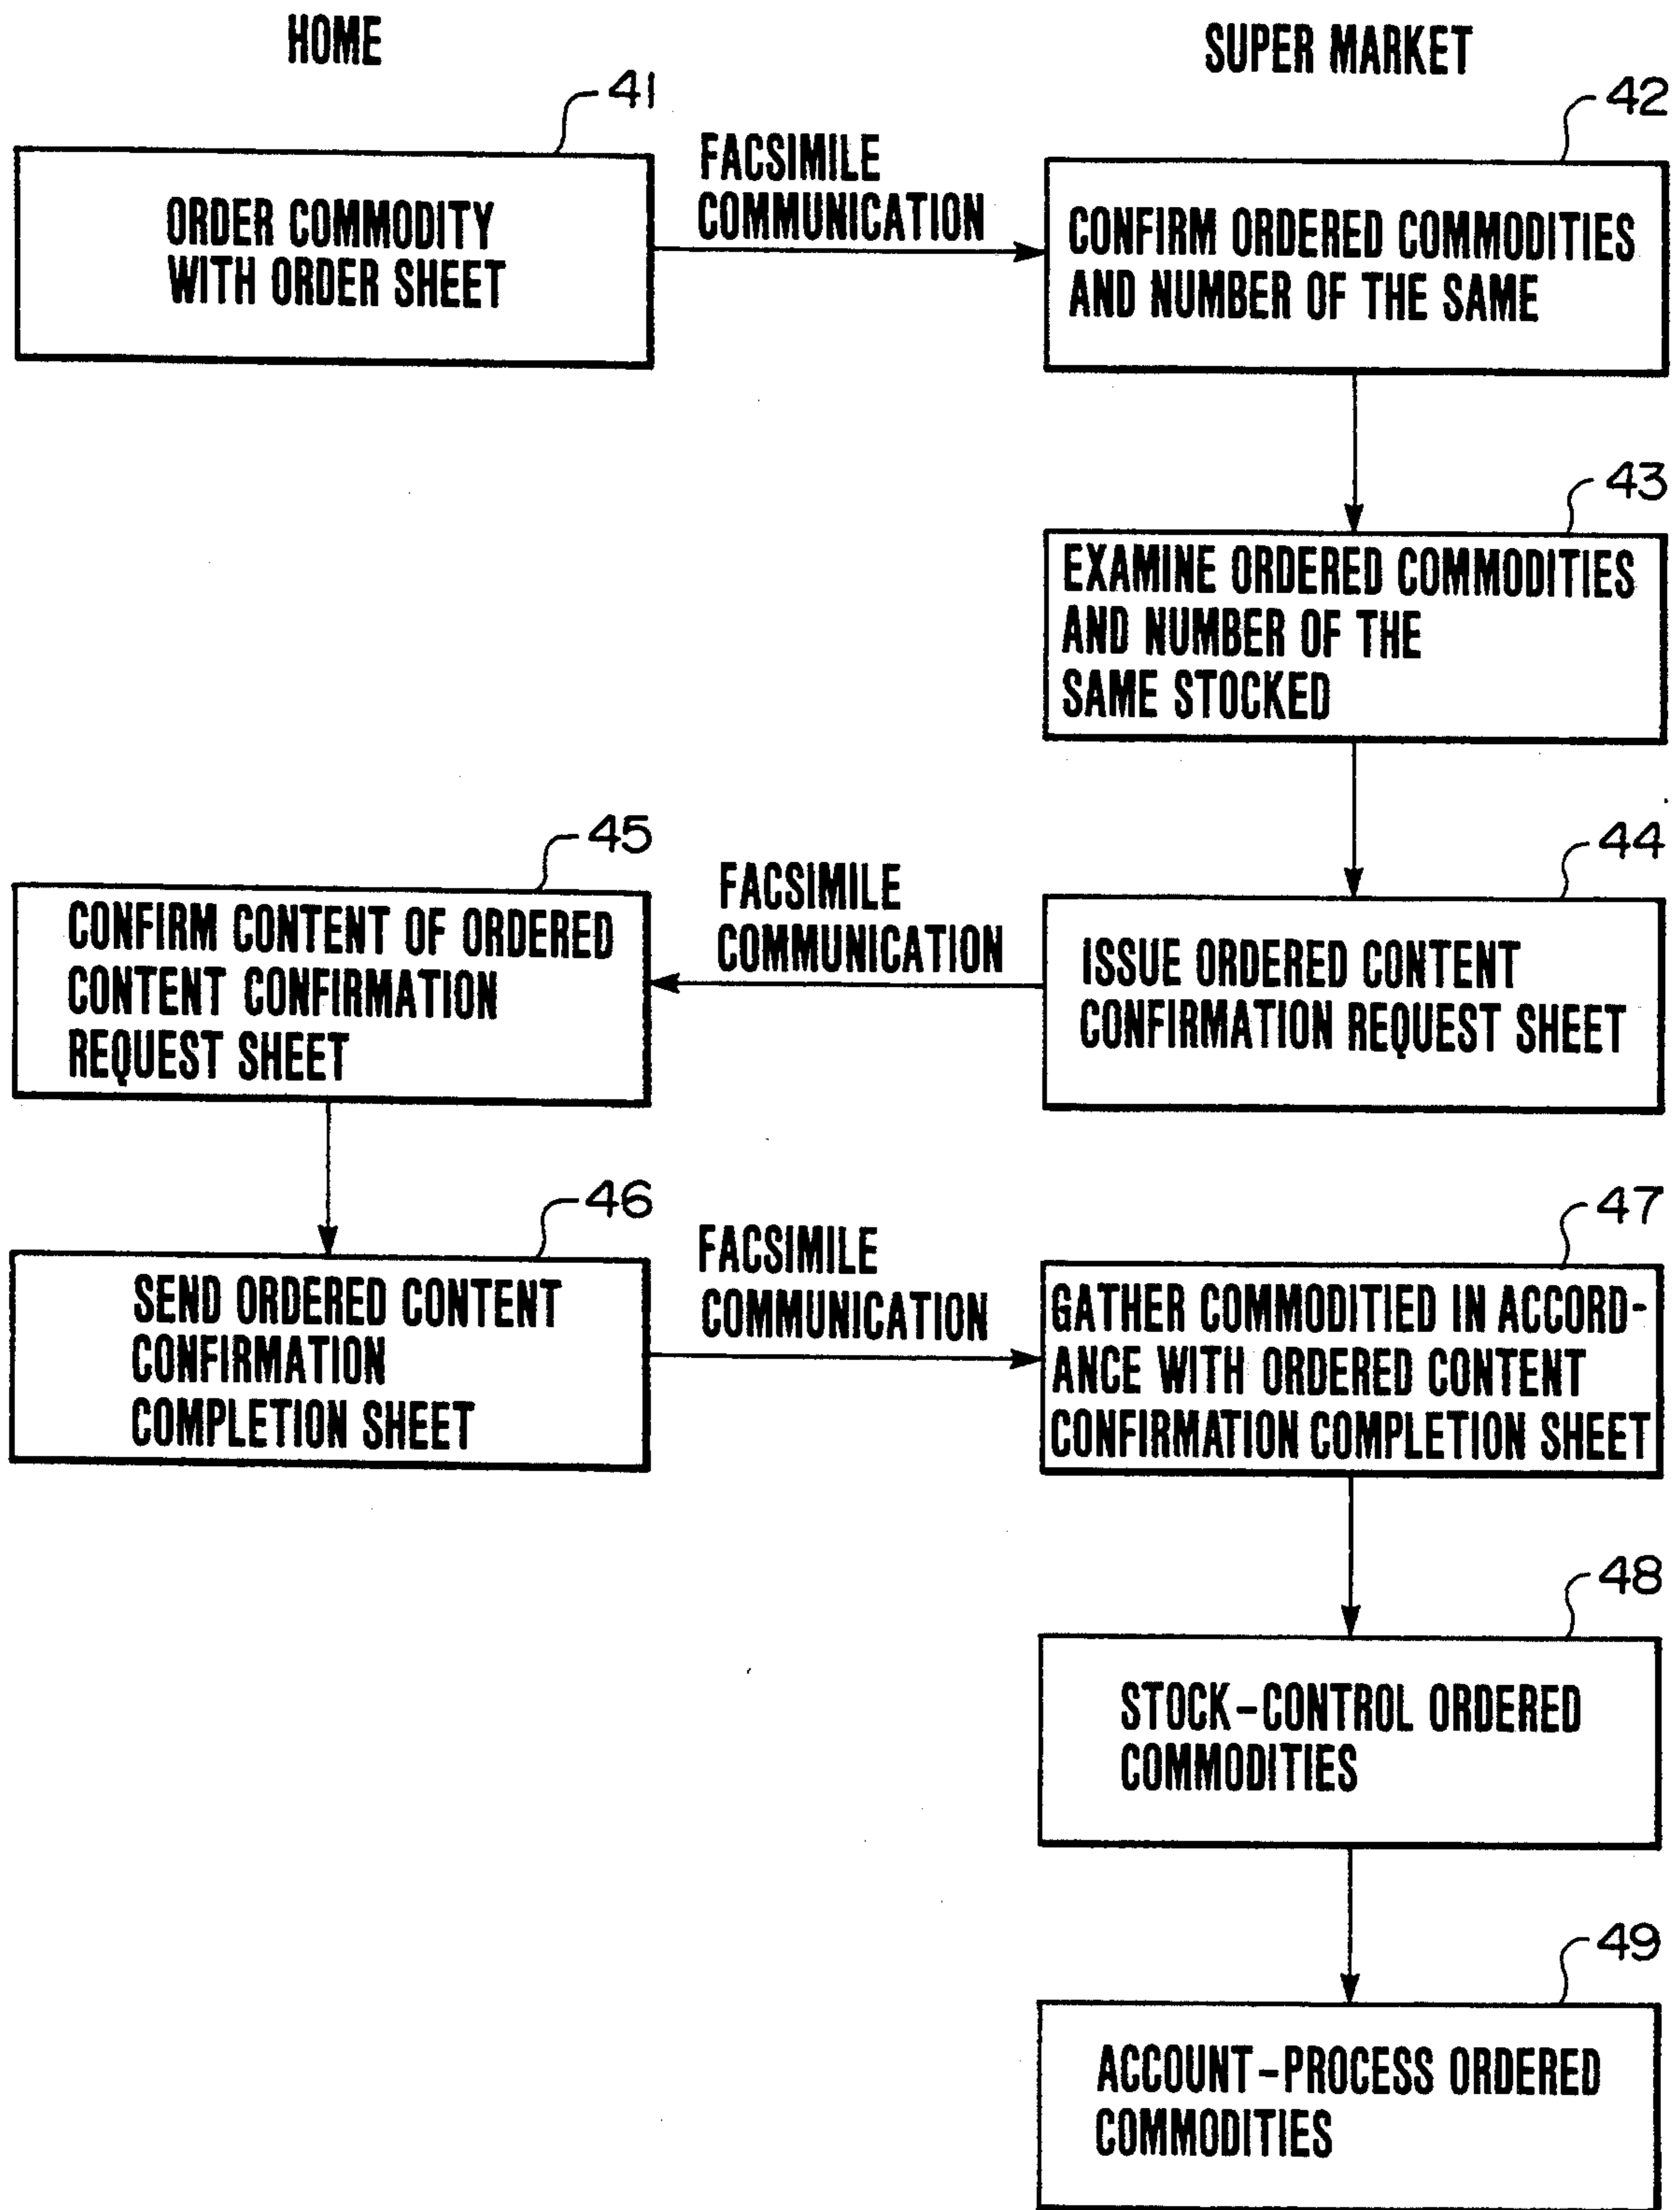 HOME
SUPER MARKET
41
42
ORDER COMMODITY
WITH ORDER SHEET
FACSIMILE
COMMUNICATION
CONFIRM ORDERED COMMODITIES
AND NUMBER OF THE SAME
43
EXAMINE ORDERED COMMODITIES
AND NUMBER OF THE
SAME STOCKED
44
ISSUE ORDERED CONTENT
CONFIRMATION REQUEST SHEET
FACSIMILE
COMMUNICATION
45
CONFIRM CONTENT OF ORDERED
CONTENT CONFIRMATION
REQUEST SHEET
46
SEND ORDERED CONTENT
CONFIRMATION
COMPLETION SHEET
FACSIMILE
COMMUNICATION
47
GATHER COMMODITIED IN ACCORD-
ANCE WITH ORDERED CONTENT
CONFIRMATION COMPLETION SHEET
48
STOCK-CONTROL ORDERED
COMMODITIES
49
ACCOUNT-PROCESS ORDERED
COMMODITIES